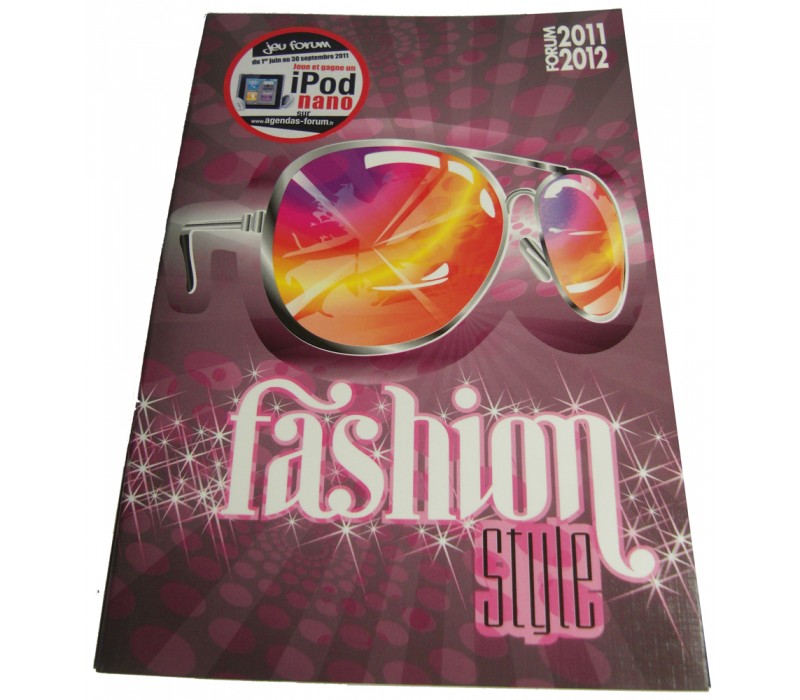 jeu forum
du 1er juin au 30 septembre 2011
Joue et gagne un
iPod
nano
sur
www.agendas-forum.fr
FORUM
2011
2012
fashion
style